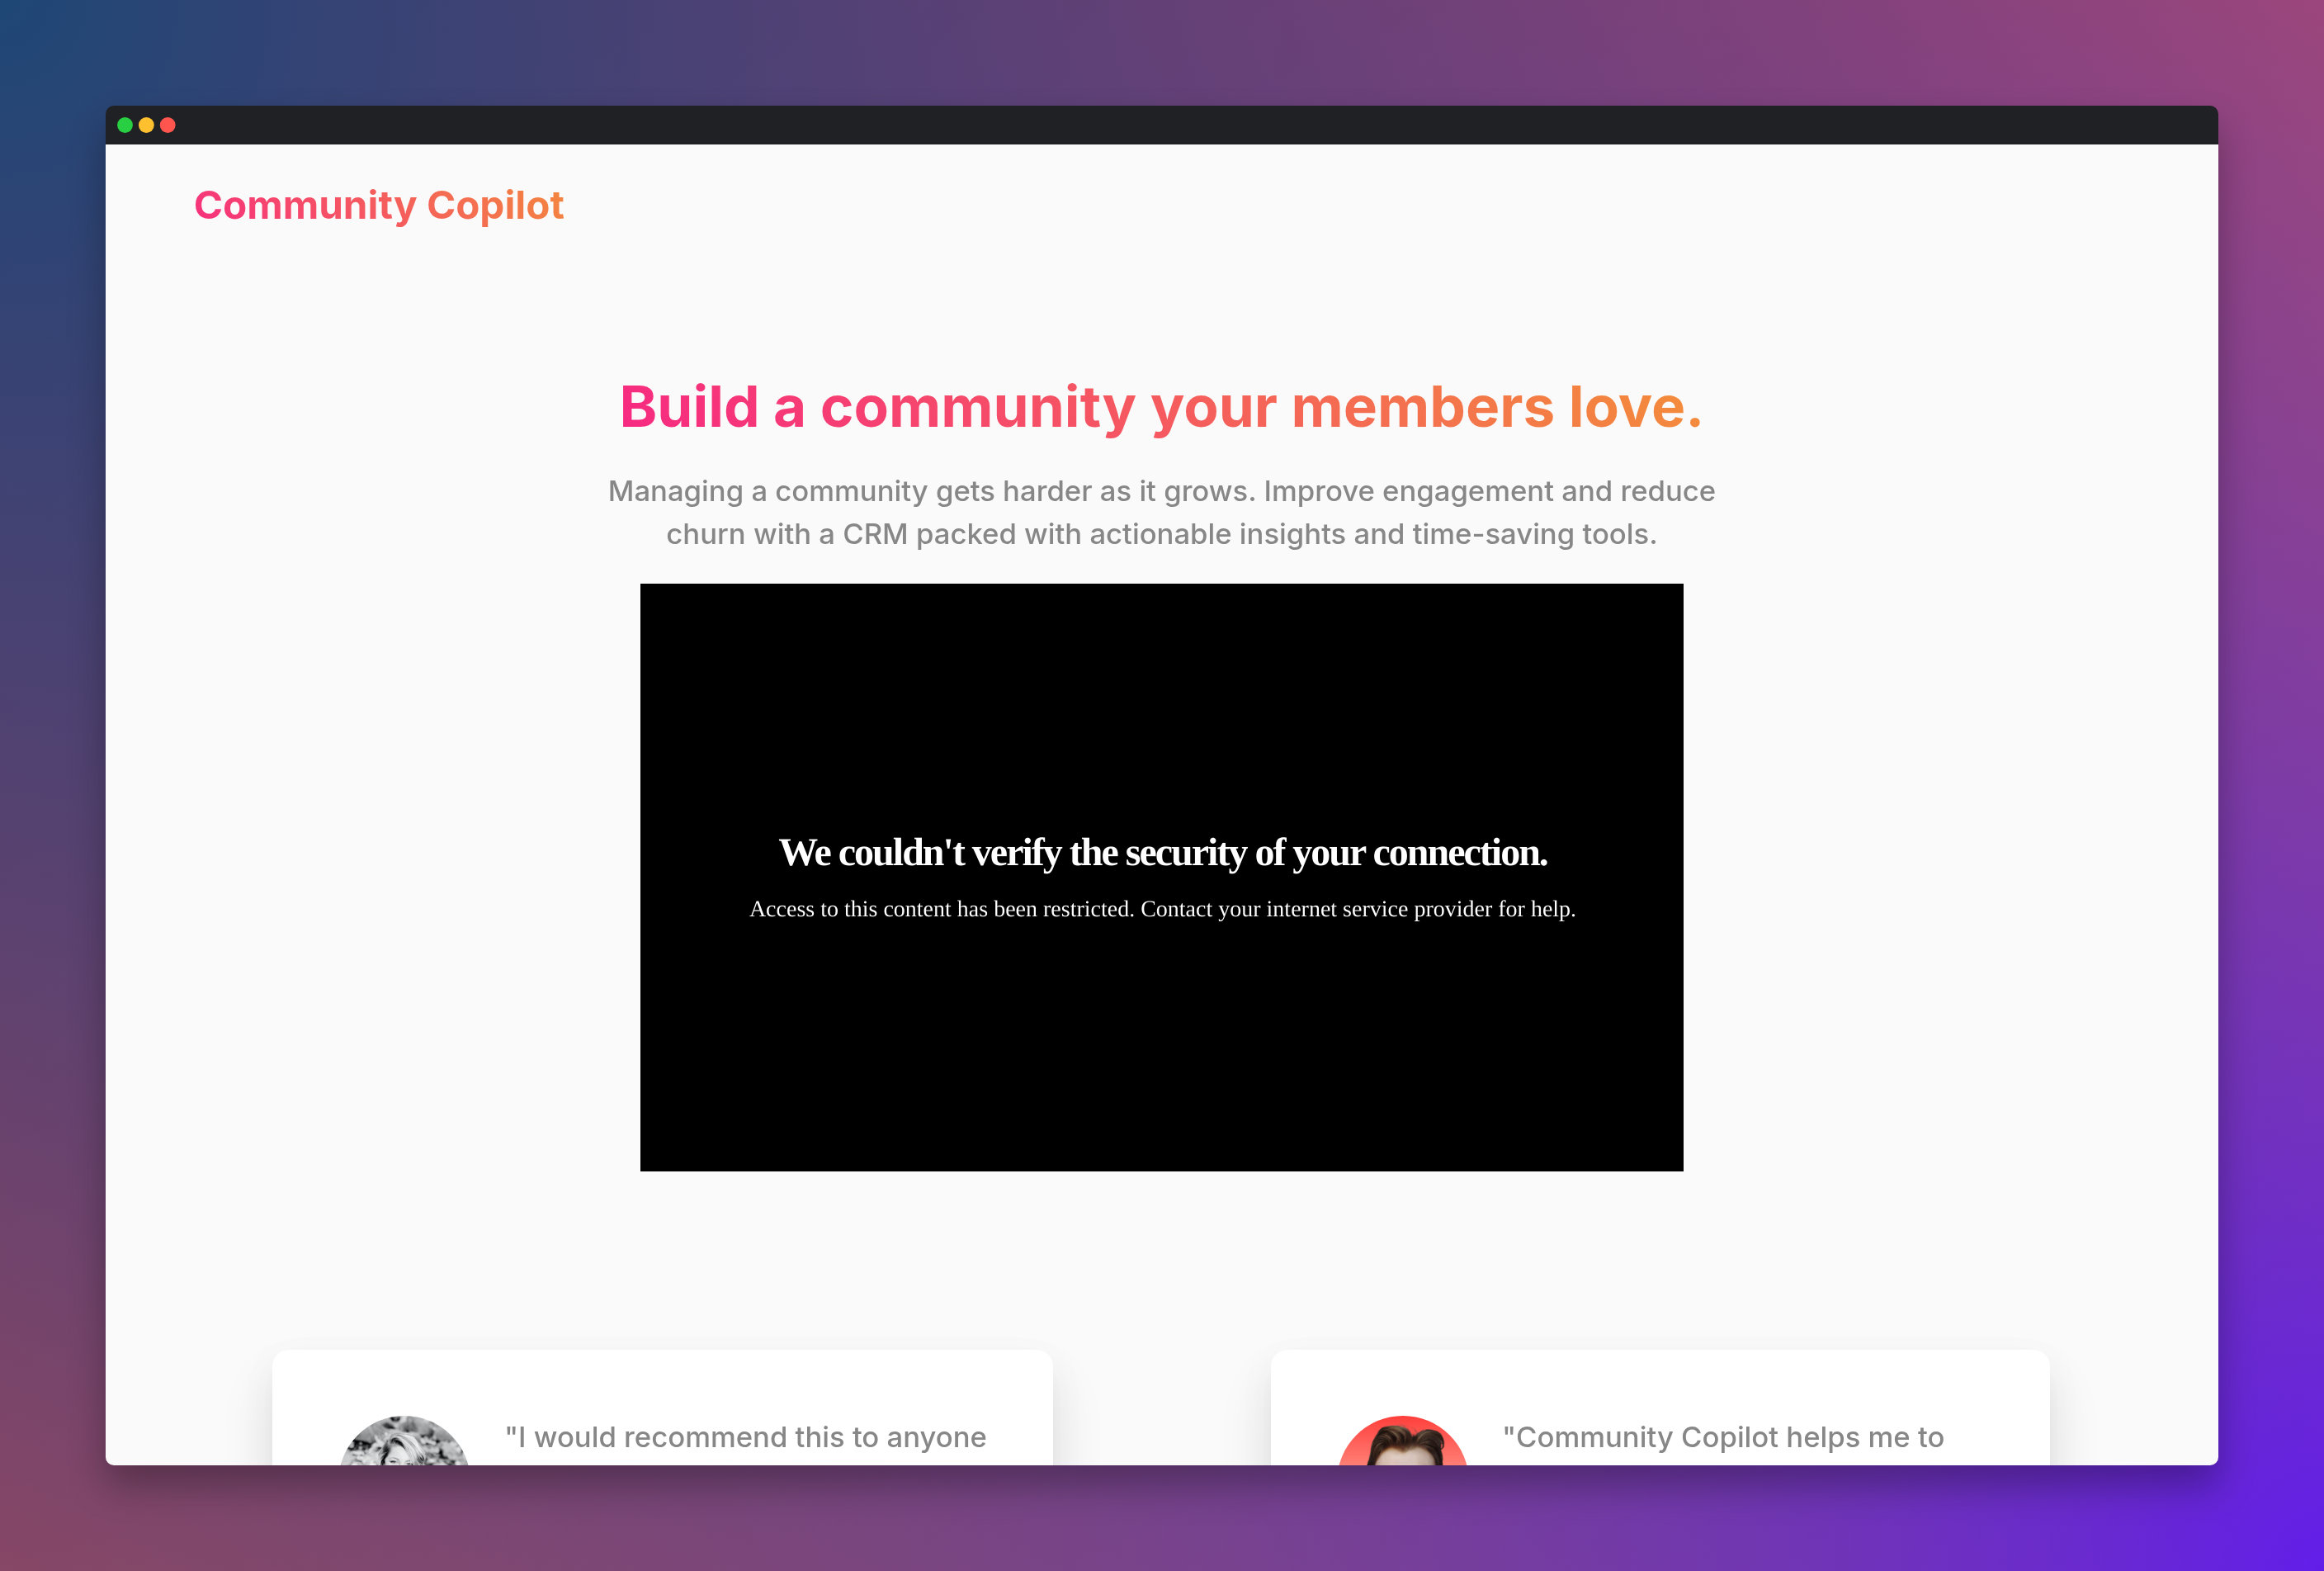 Community Copilot
Build a community your members love.
Managing a community gets harder as it grows. Improve engagement and reduce
churn with a CRM packed with actionable insights and time-saving tools.
We couldn't verify the security of your connection.
Access to this content has been restricted. Contact your internet service provider for help.
"I would recommend this to anyone
"Community Copilot helps me to